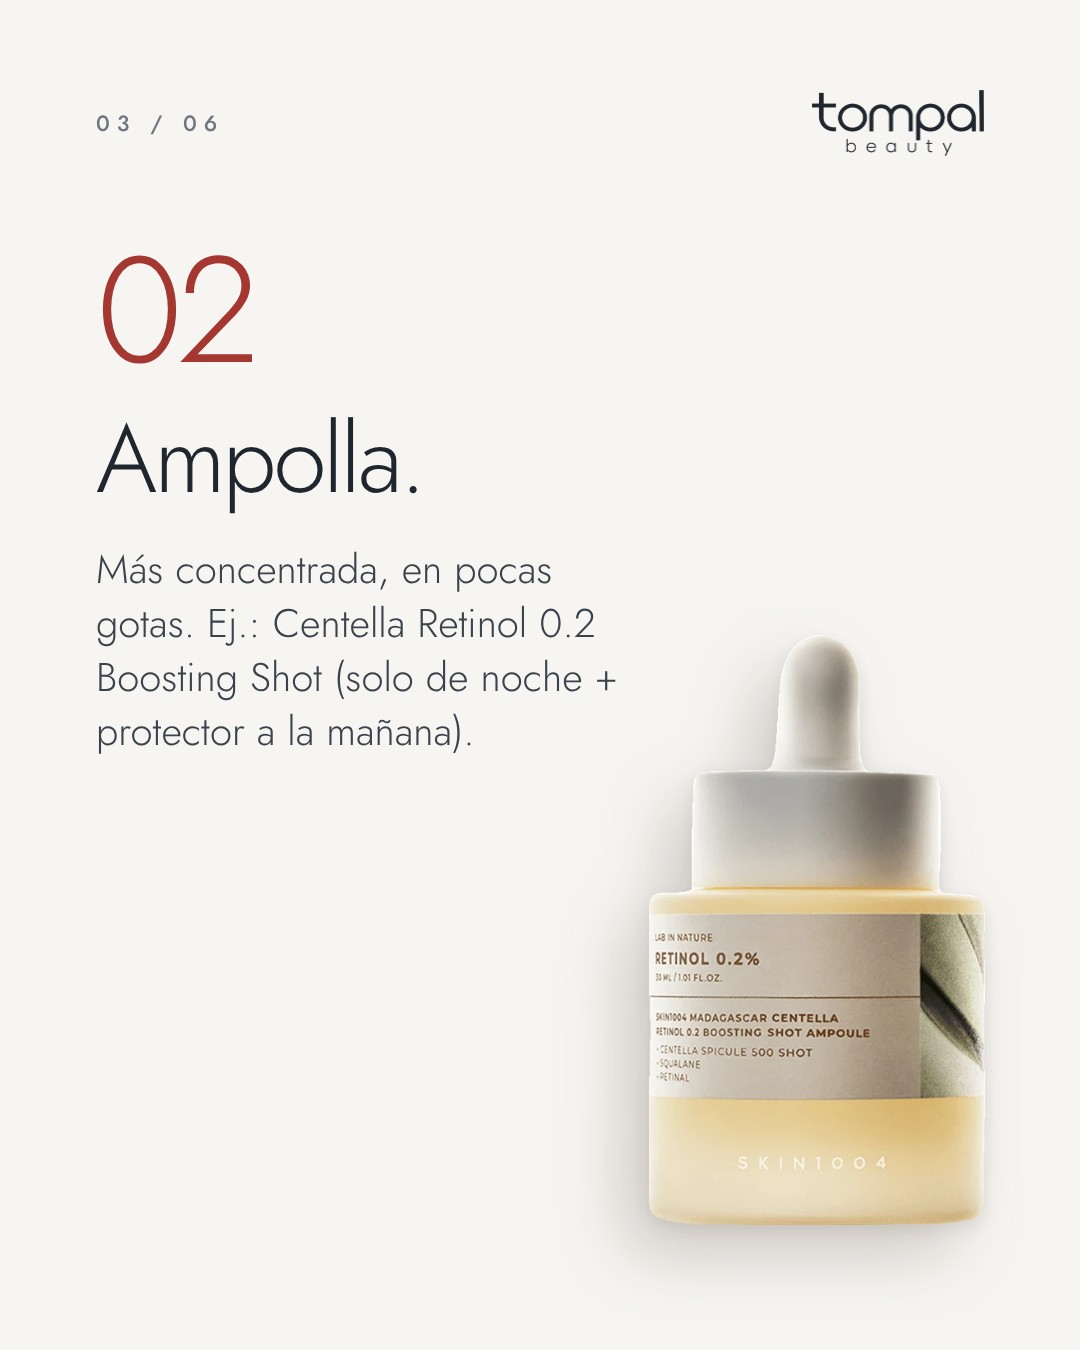 03 / 06
tompal
beauty
02
Ampolla.
Más concentrada, en pocas
gotas. Ej.: Centella Retinol 0.2
Boosting Shot (solo de noche +
protector a la mañana).
LAB IN NATURE
RETINOL 0.2%
30 ML / 1.01 FL.OZ.
SKIN1004 MADAGASCAR CENTELLA
RETINOL 0.2 BOOSTING SHOT AMPOULE
-CENTELLA SPICULE 500 SHOT
-SQUALANE
-RETINAL
SKIN1004